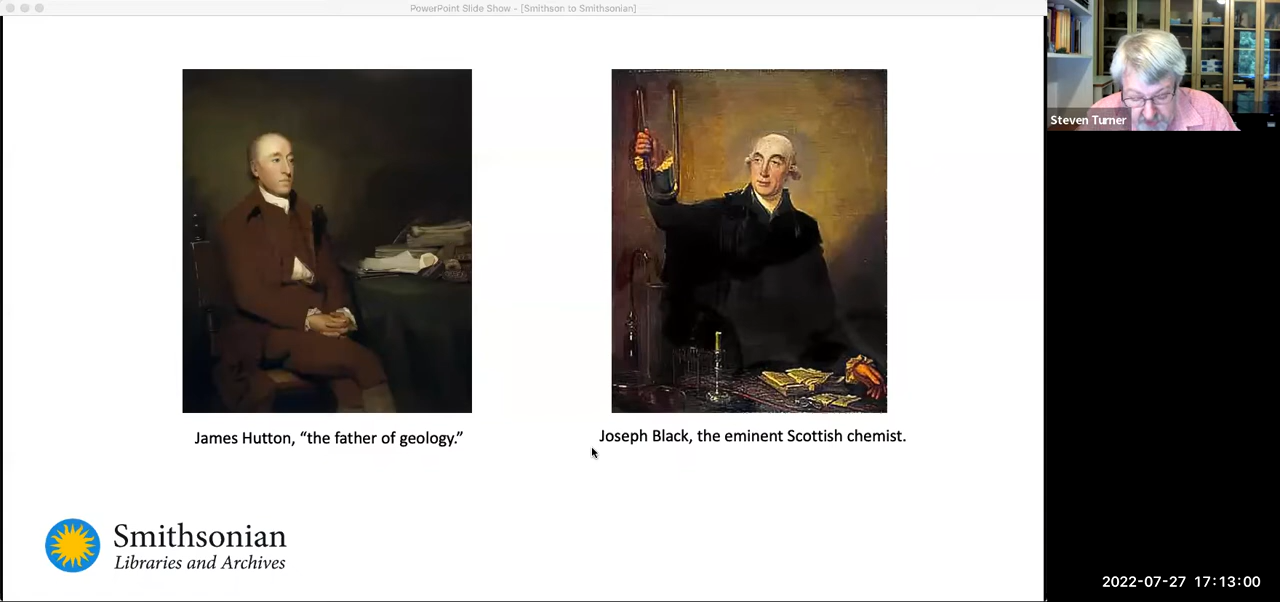 PowerPoint Slide Show - [Smithson to Smithsonian]
Steven Turner
James Hutton, “the father of geology.”
Joseph Black, the eminent Scottish chemist.
Smithsonian
Libraries and Archives
2022-07-27 17:13:00